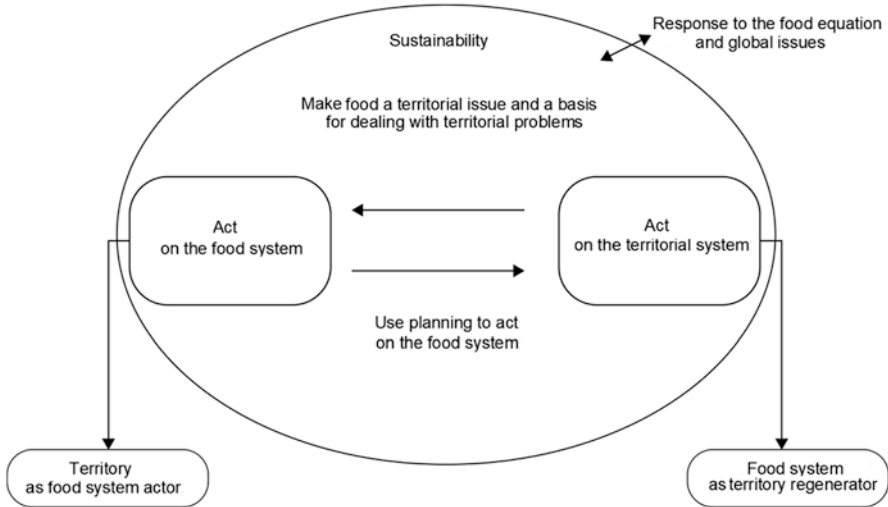 Sustainability
Response to the food equation
and global issues
Make food a territorial issue and a basis
for dealing with territorial problems
Act
on the food system
Act
on the territorial system
Use planning to act
on the food system
Territory
as food system actor
Food system
as territory regenerator